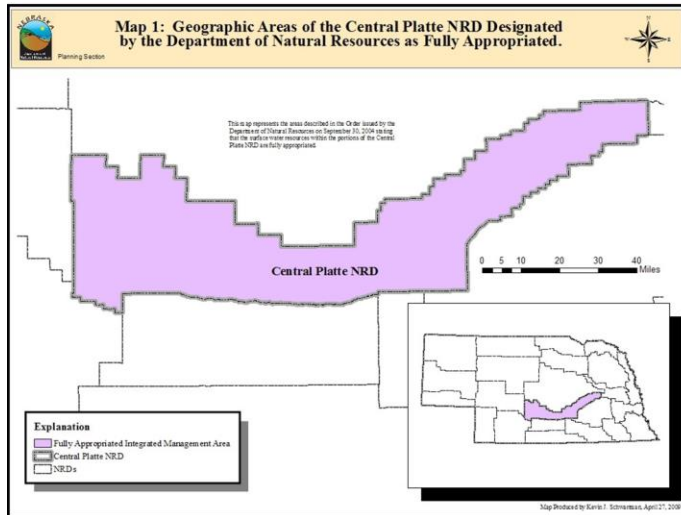 NEBRASKA
Planning Section
Map 1: Geographic Areas of the Central Platte NRD Designated
by the Department of Natural Resources as Fully Appropriated.
This map represents the areas described in the Order issued by the
Department of Natural Resources on September 30, 2004 stating
that the surface water resources within the portions of the Central
Platte NRD are fully appropriated.
Central Platte NRD
0 5 10 20 30 40
Miles
Explanation
Fully Appropriated Integrated Management Area
Central Platte NRD
NRDs
Map Produced by Kevin J. Schwartman, April 27, 2009